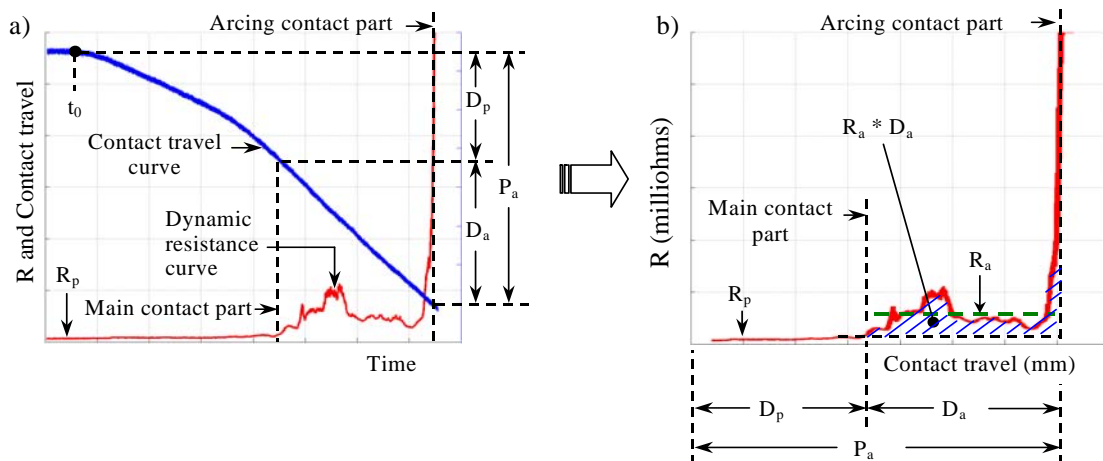 a)
Arcing contact part
R and Contact travel
t0
Dp
Contact travel
curve
Pa
Dynamic
resistance
curve
Da
Rp
Main contact part
Time
b)
Arcing contact part
R (milliohms)
Ra * Da
Main contact
part
Ra
Rp
Contact travel (mm)
Dp
Da
Pa